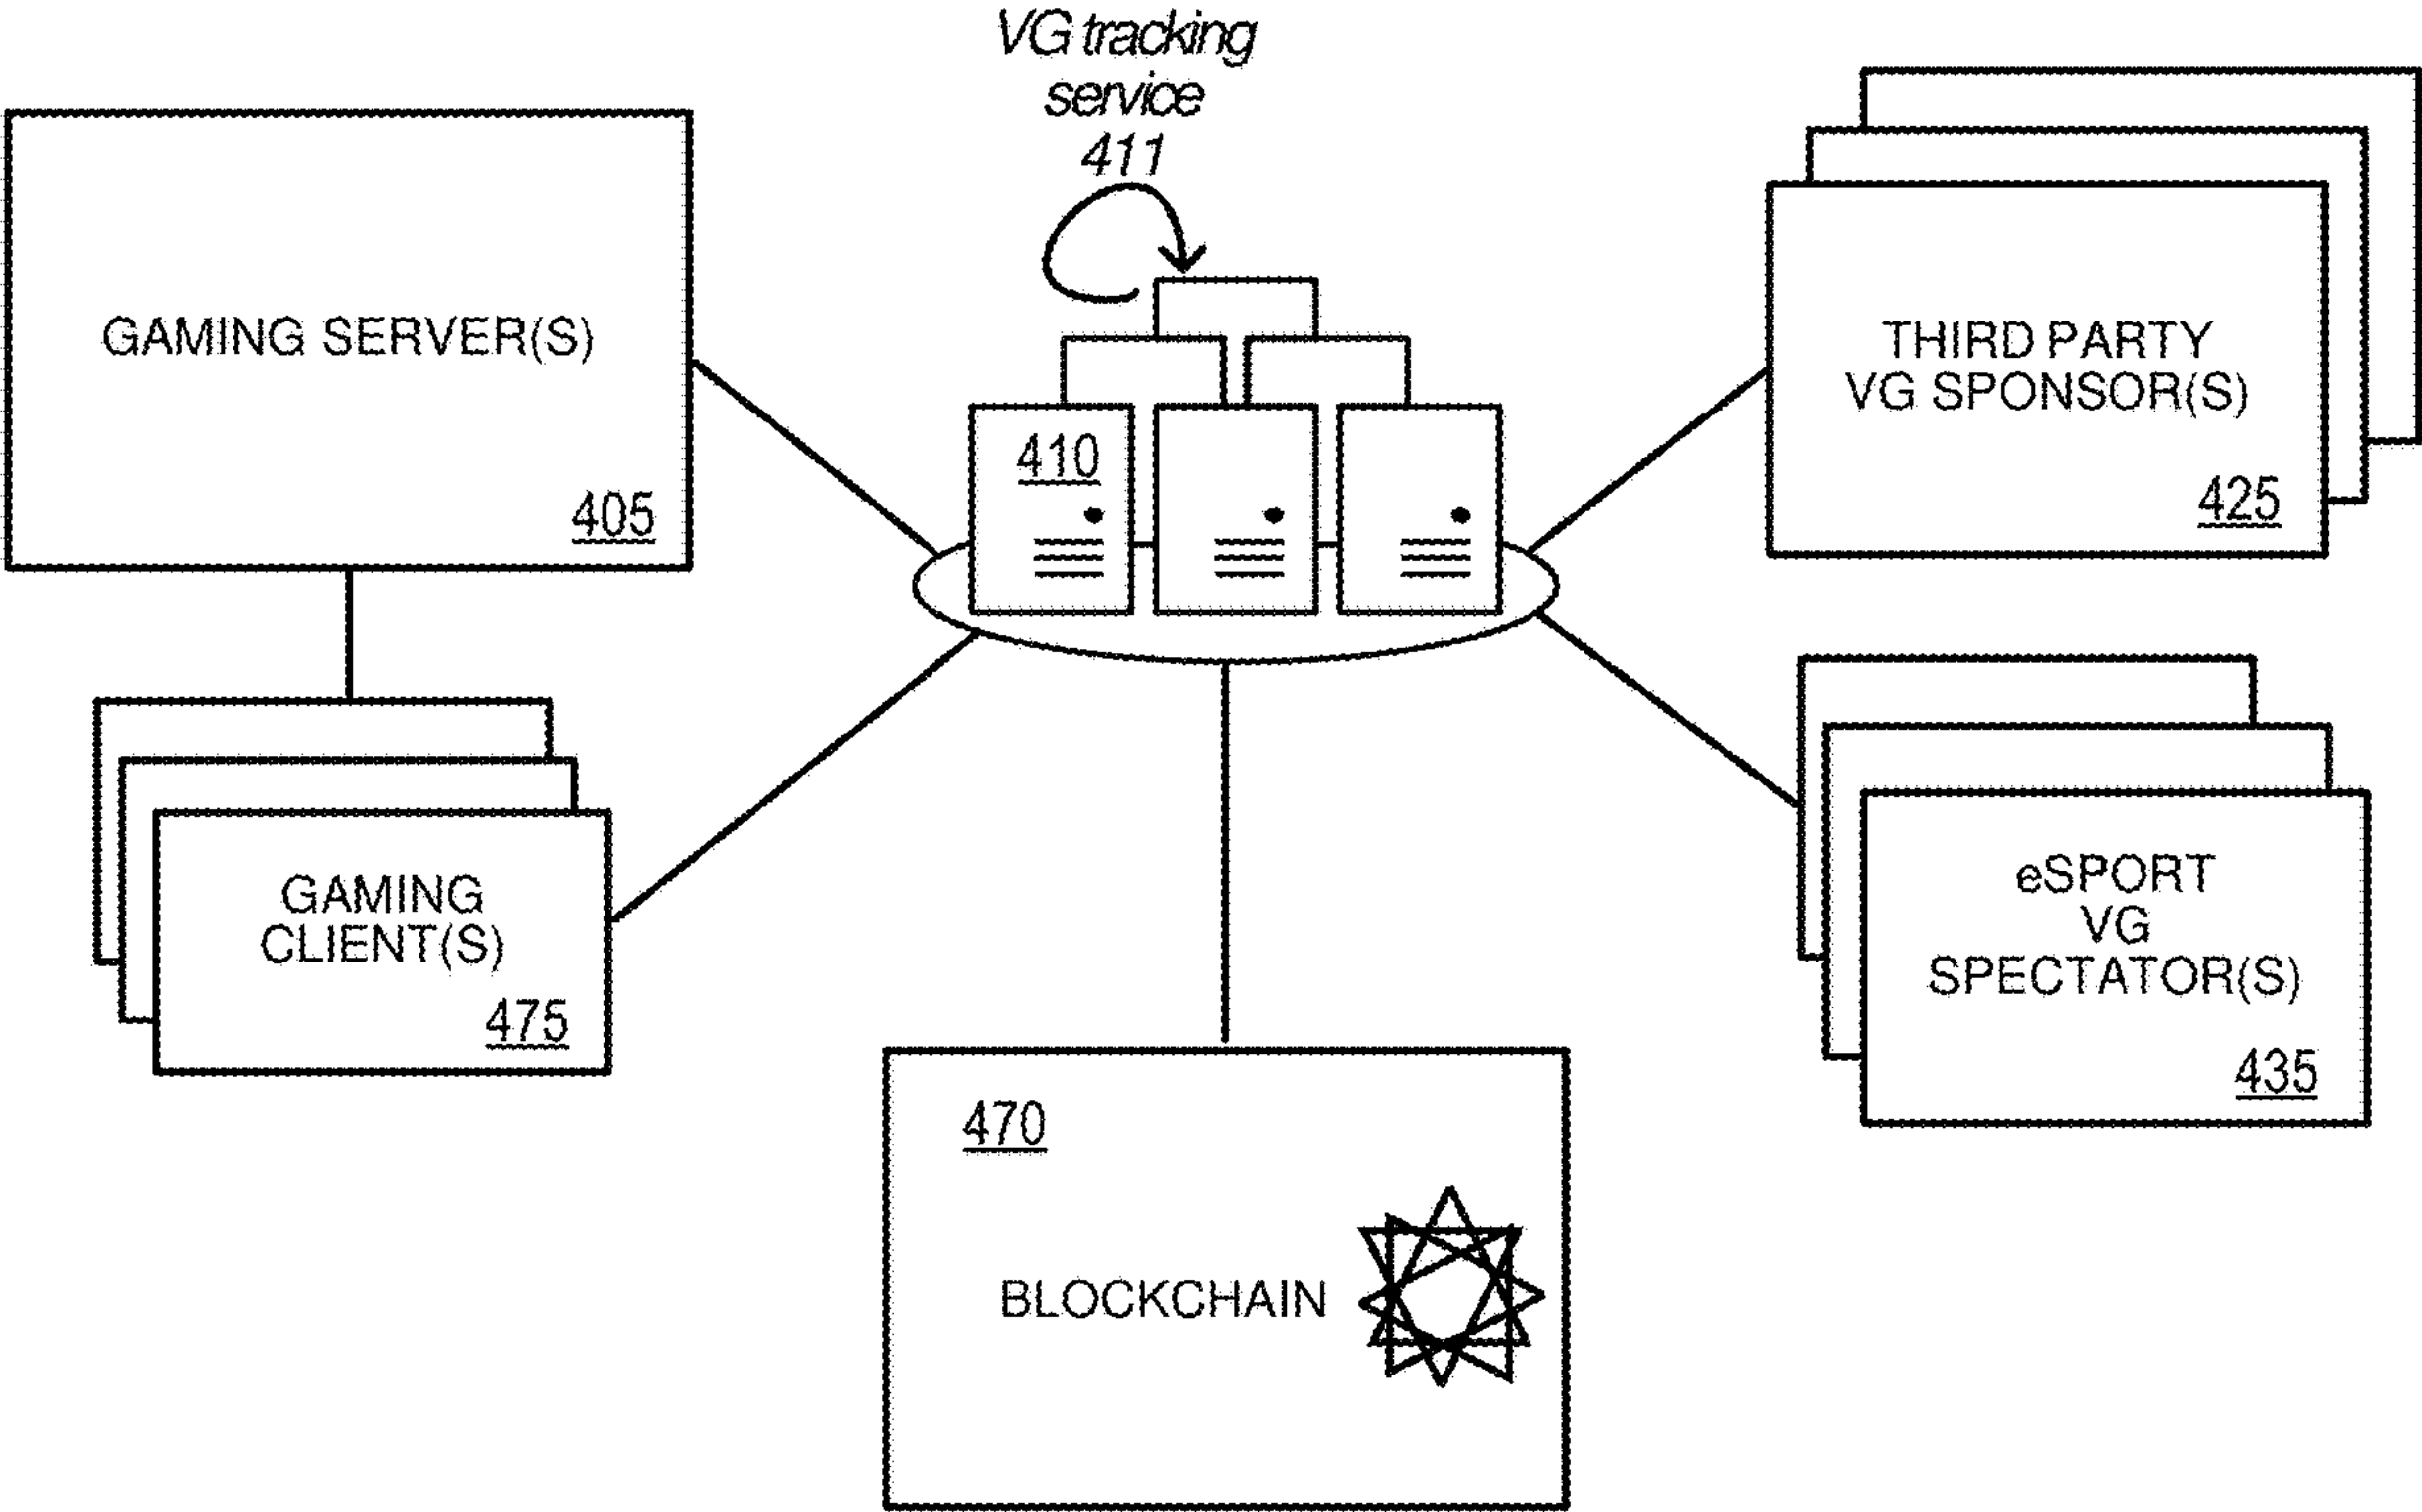 VG tracking
service
411
GAMING SERVER(S)
405
410
THIRD PARTY
VG SPONSOR(S)
425
GAMING
CLIENT(S)
475
eSPORT
VG
SPECTATOR(S)
435
470
BLOCKCHAIN